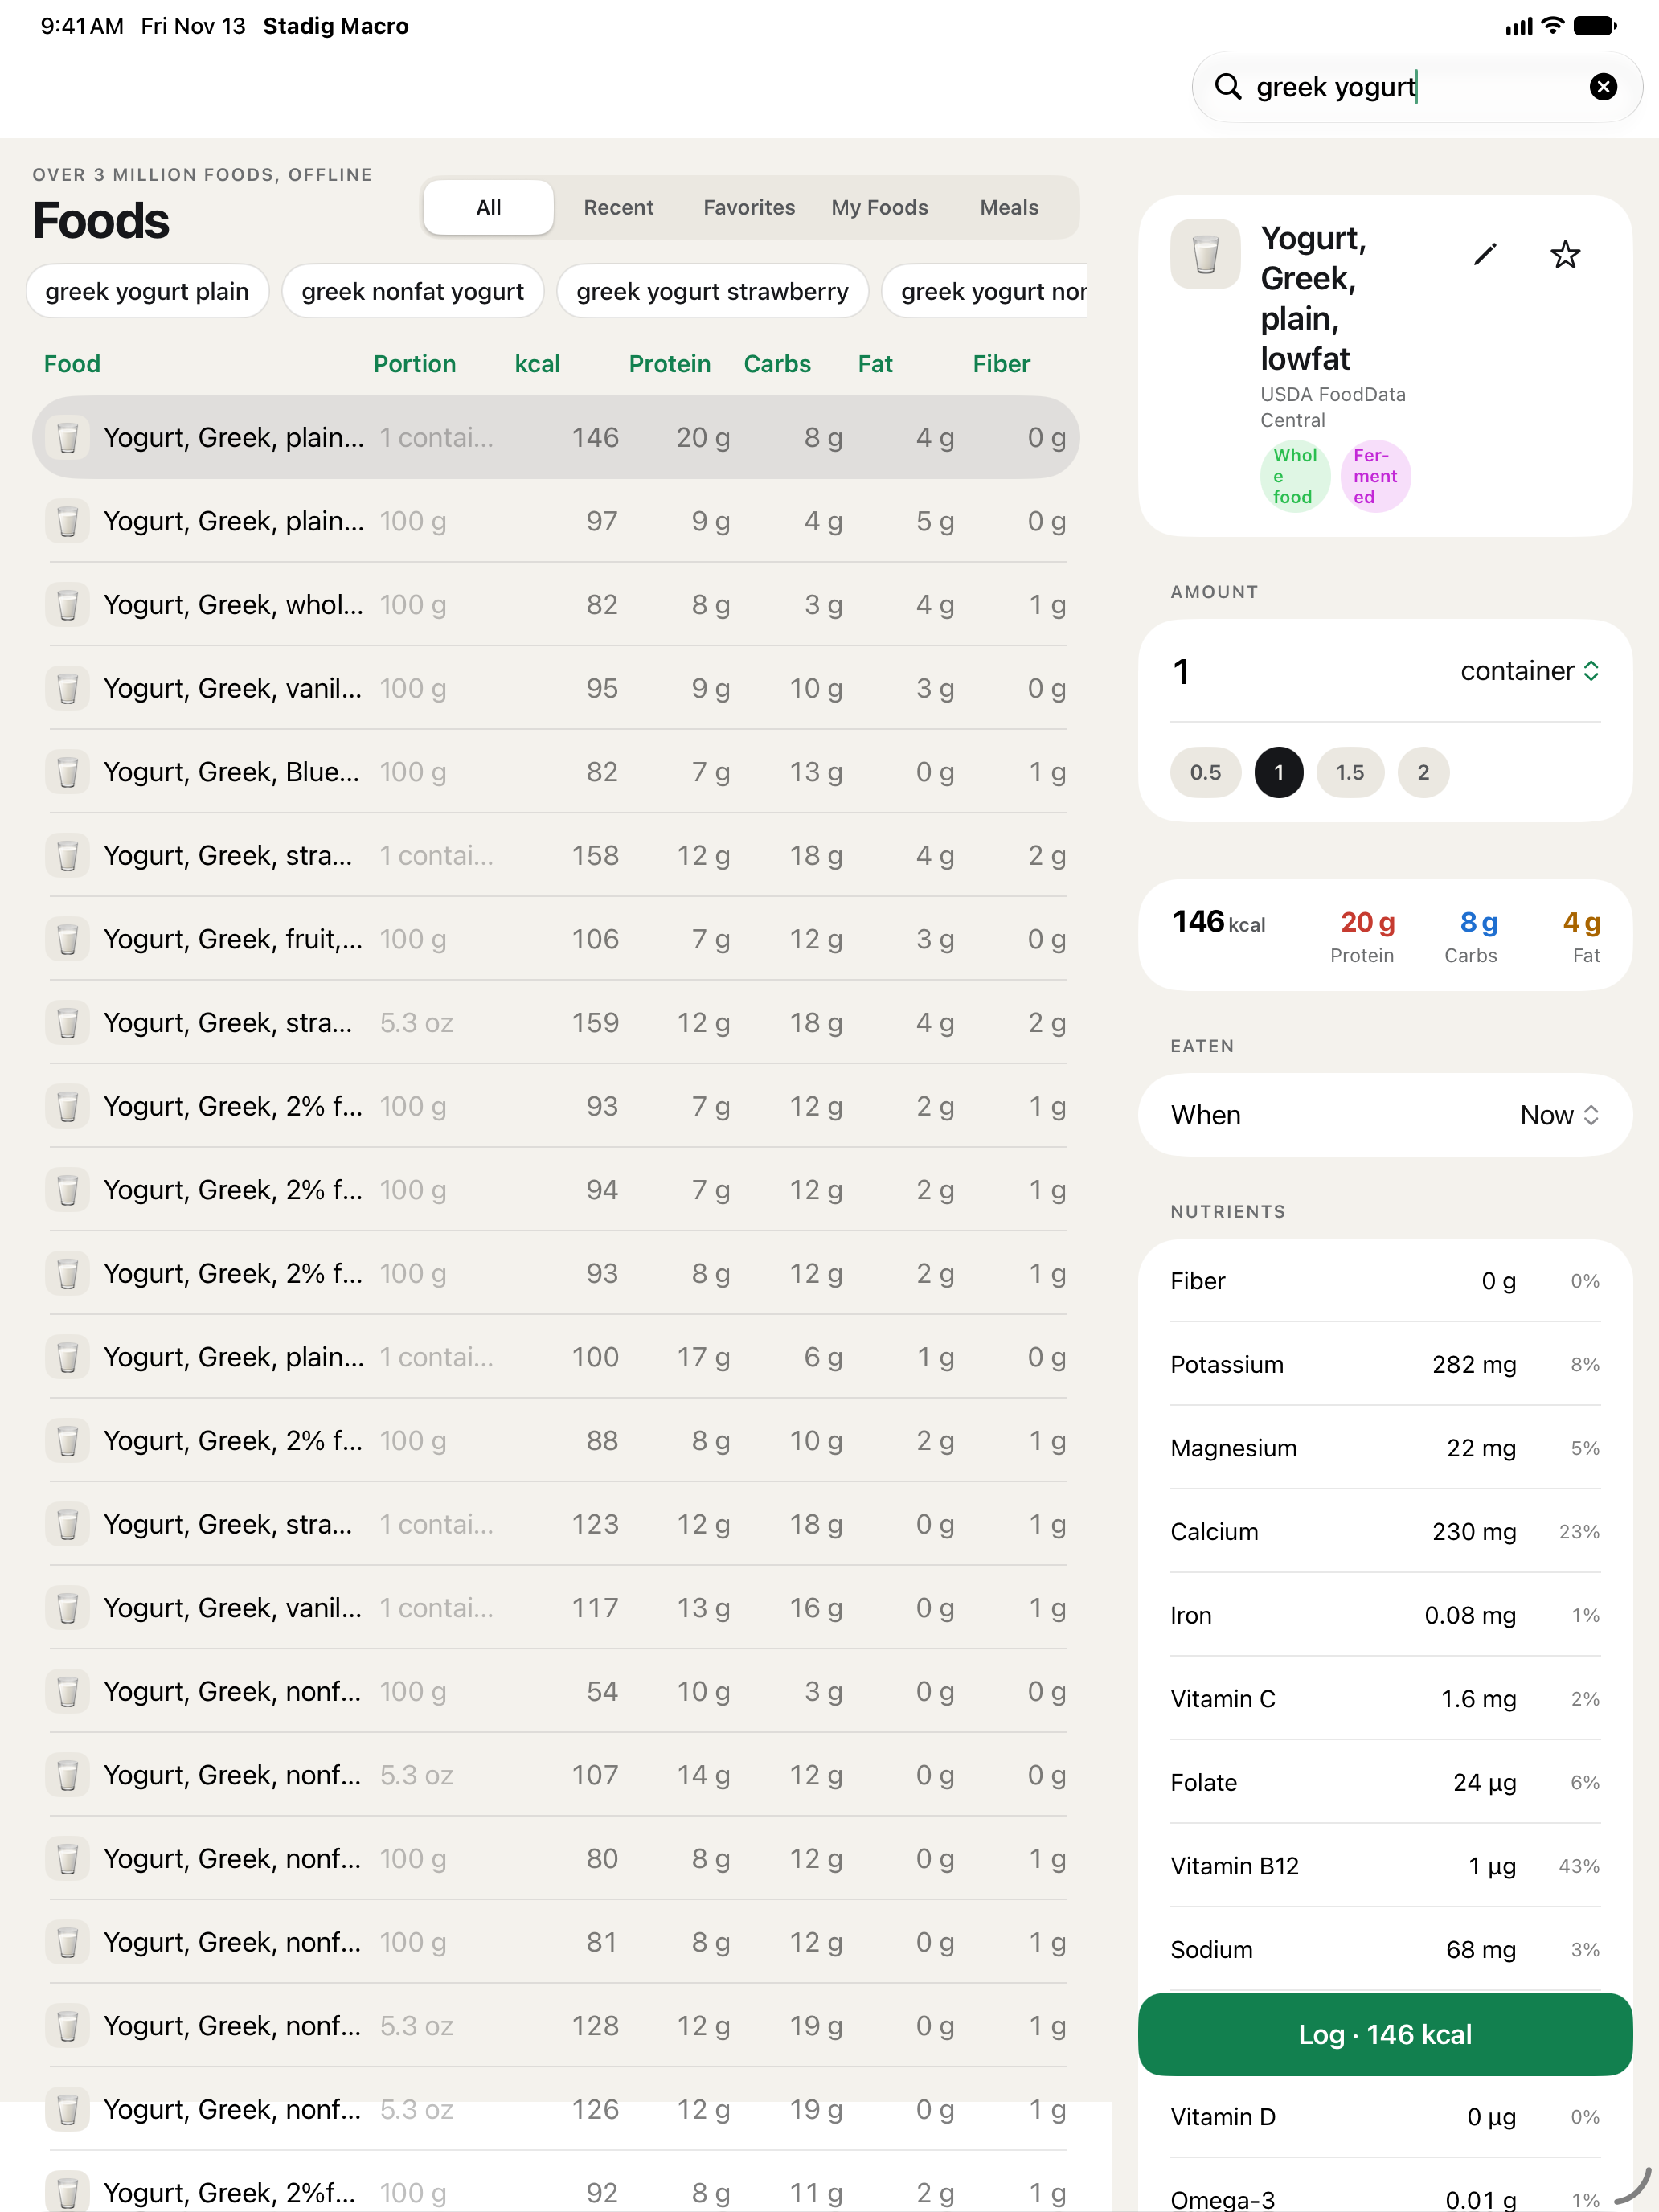 9:41 AM Fri Nov 13 Stadig Macro
greek yogurt
OVER 3 MILLION FOODS, OFFLINE
Foods
All Recent Favorites My Foods Meals
greek yogurt plain greek nonfat yogurt greek yogurt strawberry greek yogurt nor
Food Portion kcal Protein Carbs Fat Fiber
Yogurt, Greek, plain... 1 contai... 146 20 g 8 g 4 g 0 g
Yogurt, Greek, plain... 100 g 97 9 g 4 g 5 g 0 g
Yogurt, Greek, whol... 100 g 82 8 g 3 g 4 g 1 g
Yogurt, Greek, vanil... 100 g 95 9 g 10 g 3 g 0 g
Yogurt, Greek, Blue... 100 g 82 7 g 13 g 0 g 1 g
Yogurt, Greek, stra... 1 contai... 158 12 g 18 g 4 g 2 g
Yogurt, Greek, fruit,... 100 g 106 7 g 12 g 3 g 0 g
Yogurt, Greek, stra... 5.3 oz 159 12 g 18 g 4 g 2 g
Yogurt, Greek, 2% f... 100 g 93 7 g 12 g 2 g 1 g
Yogurt, Greek, 2% f... 100 g 94 7 g 12 g 2 g 1 g
Yogurt, Greek, 2% f... 100 g 93 8 g 12 g 2 g 1 g
Yogurt, Greek, plain... 1 contai... 100 17 g 6 g 1 g 0 g
Yogurt, Greek, 2% f... 100 g 88 8 g 10 g 2 g 1 g
Yogurt, Greek, stra... 1 contai... 123 12 g 18 g 0 g 1 g
Yogurt, Greek, vanil... 1 contai... 117 13 g 16 g 0 g 1 g
Yogurt, Greek, nonf... 100 g 54 10 g 3 g 0 g 0 g
Yogurt, Greek, nonf... 5.3 oz 107 14 g 12 g 0 g 0 g
Yogurt, Greek, nonf... 100 g 80 8 g 12 g 0 g 1 g
Yogurt, Greek, nonf... 100 g 81 8 g 12 g 0 g 1 g
Yogurt, Greek, nonf... 5.3 oz 128 12 g 19 g 0 g 1 g
Yogurt, Greek, nonf... 5.3 oz 126 12 g 19 g 0 g 1 g
Yogurt, Greek, 2%f... 100 g 92 8 g 11 g 2 g 1 g
Yogurt,
Greek,
plain,
lowfat
USDA FoodData
Central
Whol
e
food
Fer-
ment
ed
AMOUNT
1 container
0.5 1 1.5 2
146 kcal 20 g 8 g 4 g
Protein Carbs Fat
EATEN
When Now
NUTRIENTS
Fiber 0 g 0%
Potassium 282 mg 8%
Magnesium 22 mg 5%
Calcium 230 mg 23%
Iron 0.08 mg 1%
Vitamin C 1.6 mg 2%
Folate 24 µg 6%
Vitamin B12 1 µg 43%
Sodium 68 mg 3%
Log · 146 kcal
Vitamin D 0 µg 0%
Omega-3 0.01 g 1%